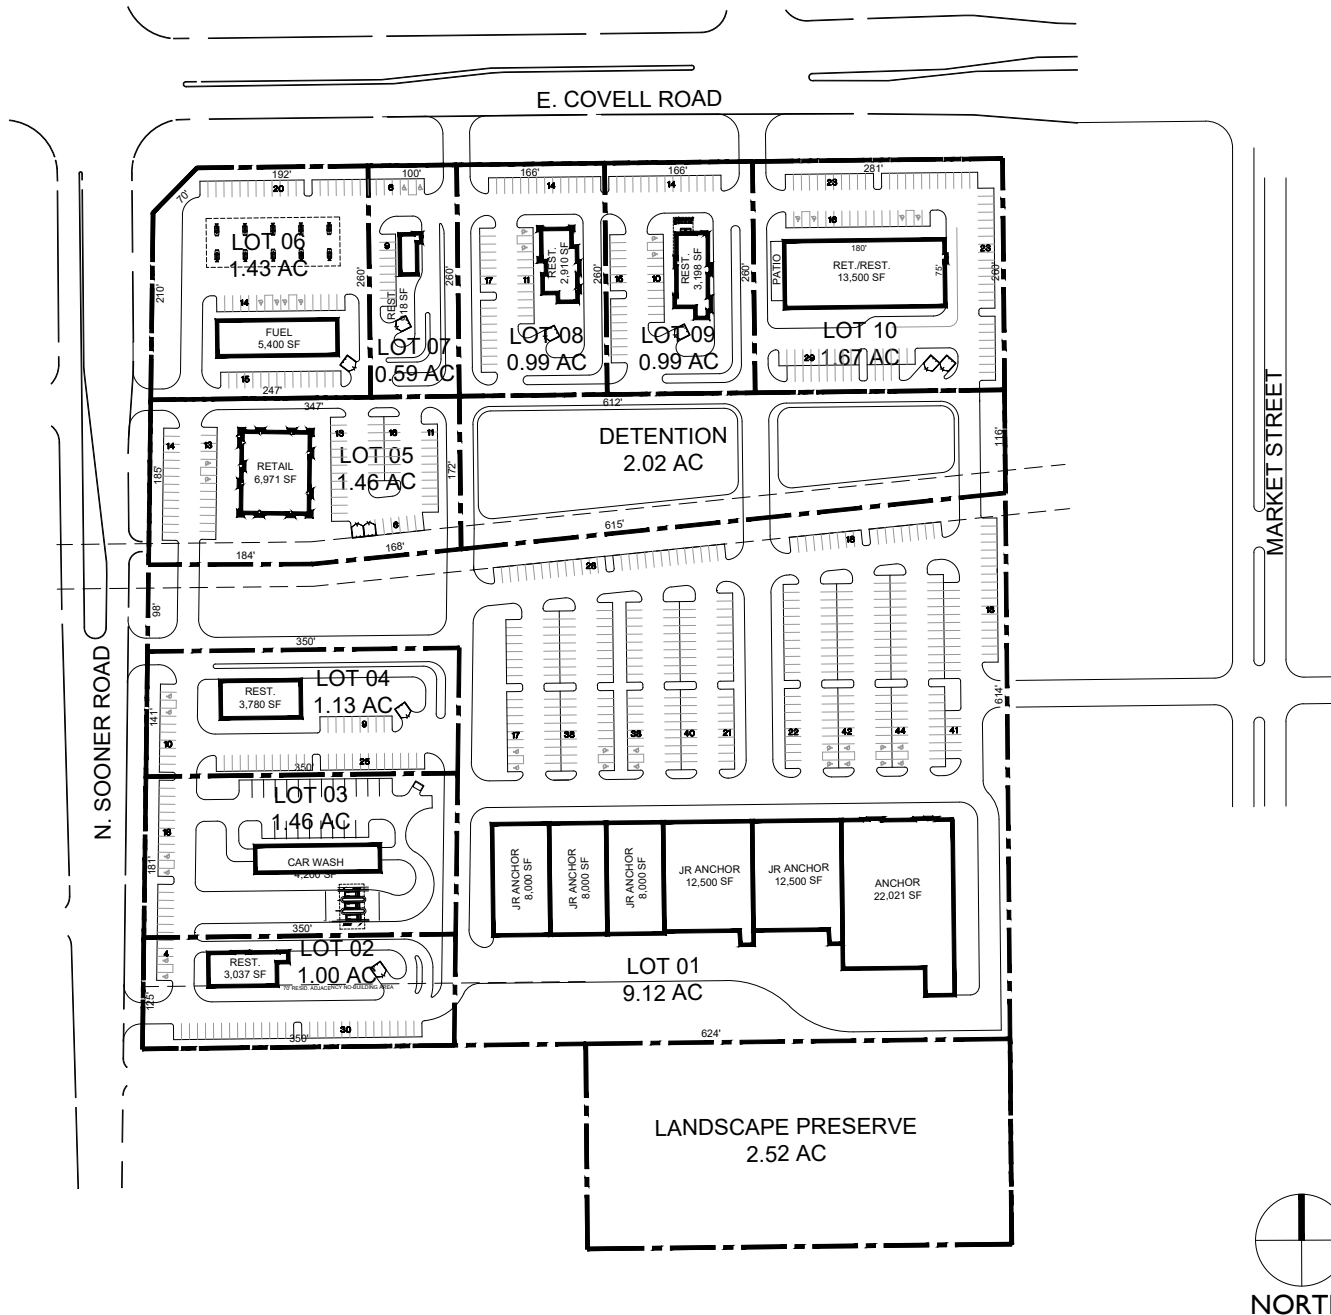 E. COVELL ROAD
192'
100'
166'
166'
281'
20
6
14
14
23
70'
LOT 06
1.43 AC
9
REST.
918 SF
260'
260'
210'
14
FUEL
5,400 SF
15
247'
LOT 07
0.59 AC
17
11
REST.
2,910 SF
260'
LOT 08
0.99 AC
10
REST.
3,198 SF
260'
LOT 09
0.99 AC
16
23
PATIO
180'
RET./REST.
13,500 SF
75'
260'
LOT 10
1.67 AC
29
347'
612'
14
13
RETAIL
6,971 SF
13
11
LOT 05
1.46 AC
185'
172'
6
DETENTION
2.02 AC
116'
184'
168'
615'
98'
28
18
MARKET STREET
N. SOONER ROAD
350'
REST.
3,780 SF
LOT 04
1.13 AC
141'
9
10
25
350'
614'
17
40
21
22
42
44
41
LOT 03
1.46 AC
CAR WASH
4,200 SF
181'
350'
JR ANCHOR
8,000 SF
JR ANCHOR
8,000 SF
JR ANCHOR
8,000 SF
JR ANCHOR
12,500 SF
JR ANCHOR
12,500 SF
ANCHOR
22,021 SF
4
REST.
3,037 SF
LOT 02
1.00 AC
70' RESID. ADJACENCY NO-BUILDING AREA
125'
30
350'
LOT 01
9.12 AC
624'
LANDSCAPE PRESERVE
2.52 AC
NORTH